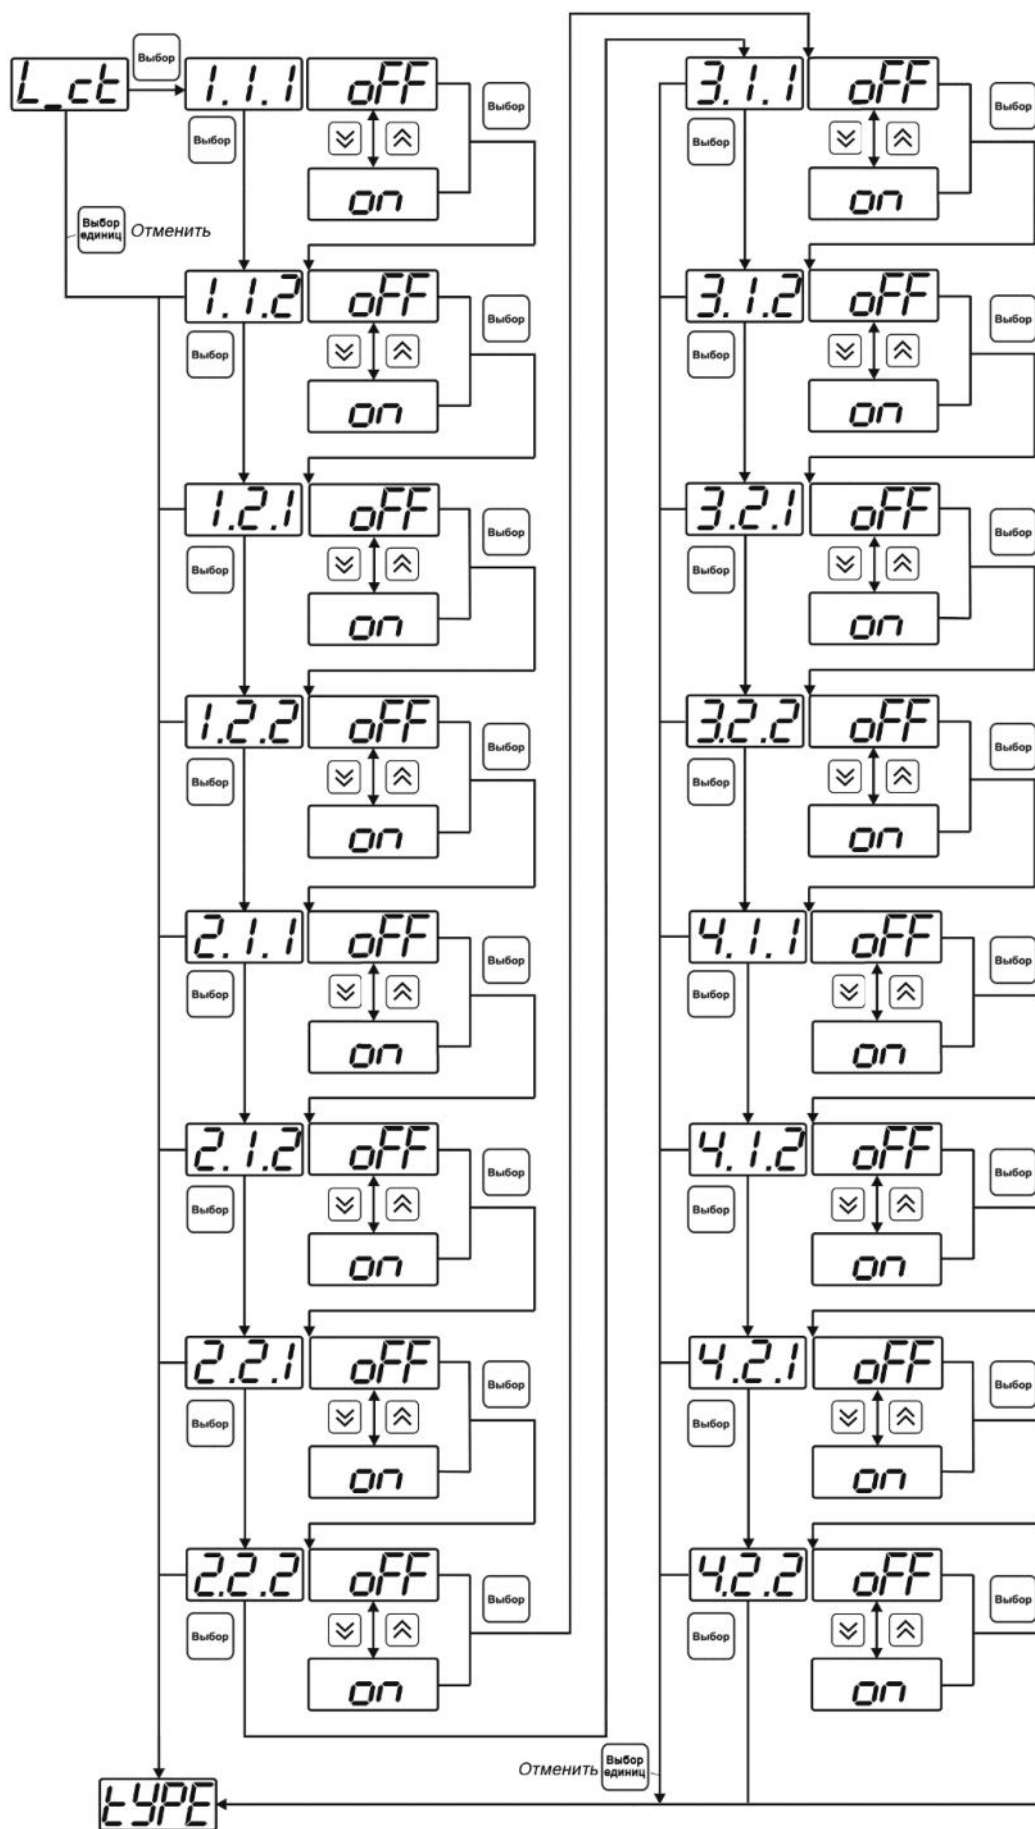 L_ct
Выбор
1.1.1
oFF
Выбор
Выбор
on
Выбор единиц
Отменить
1.1.2
oFF
Выбор
Выбор
on
1.2.1
oFF
Выбор
Выбор
on
1.2.2
oFF
Выбор
Выбор
on
2.1.1
oFF
Выбор
Выбор
on
2.1.2
oFF
Выбор
Выбор
on
2.2.1
oFF
Выбор
Выбор
on
2.2.2
oFF
Выбор
Выбор
on
3.1.1
oFF
Выбор
Выбор
on
3.1.2
oFF
Выбор
Выбор
on
3.2.1
oFF
Выбор
Выбор
on
3.2.2
oFF
Выбор
Выбор
on
4.1.1
oFF
Выбор
Выбор
on
4.1.2
oFF
Выбор
Выбор
on
4.2.1
oFF
Выбор
Выбор
on
4.2.2
oFF
Выбор
Выбор
on
Отменить
Выбор
единиц
tYPE